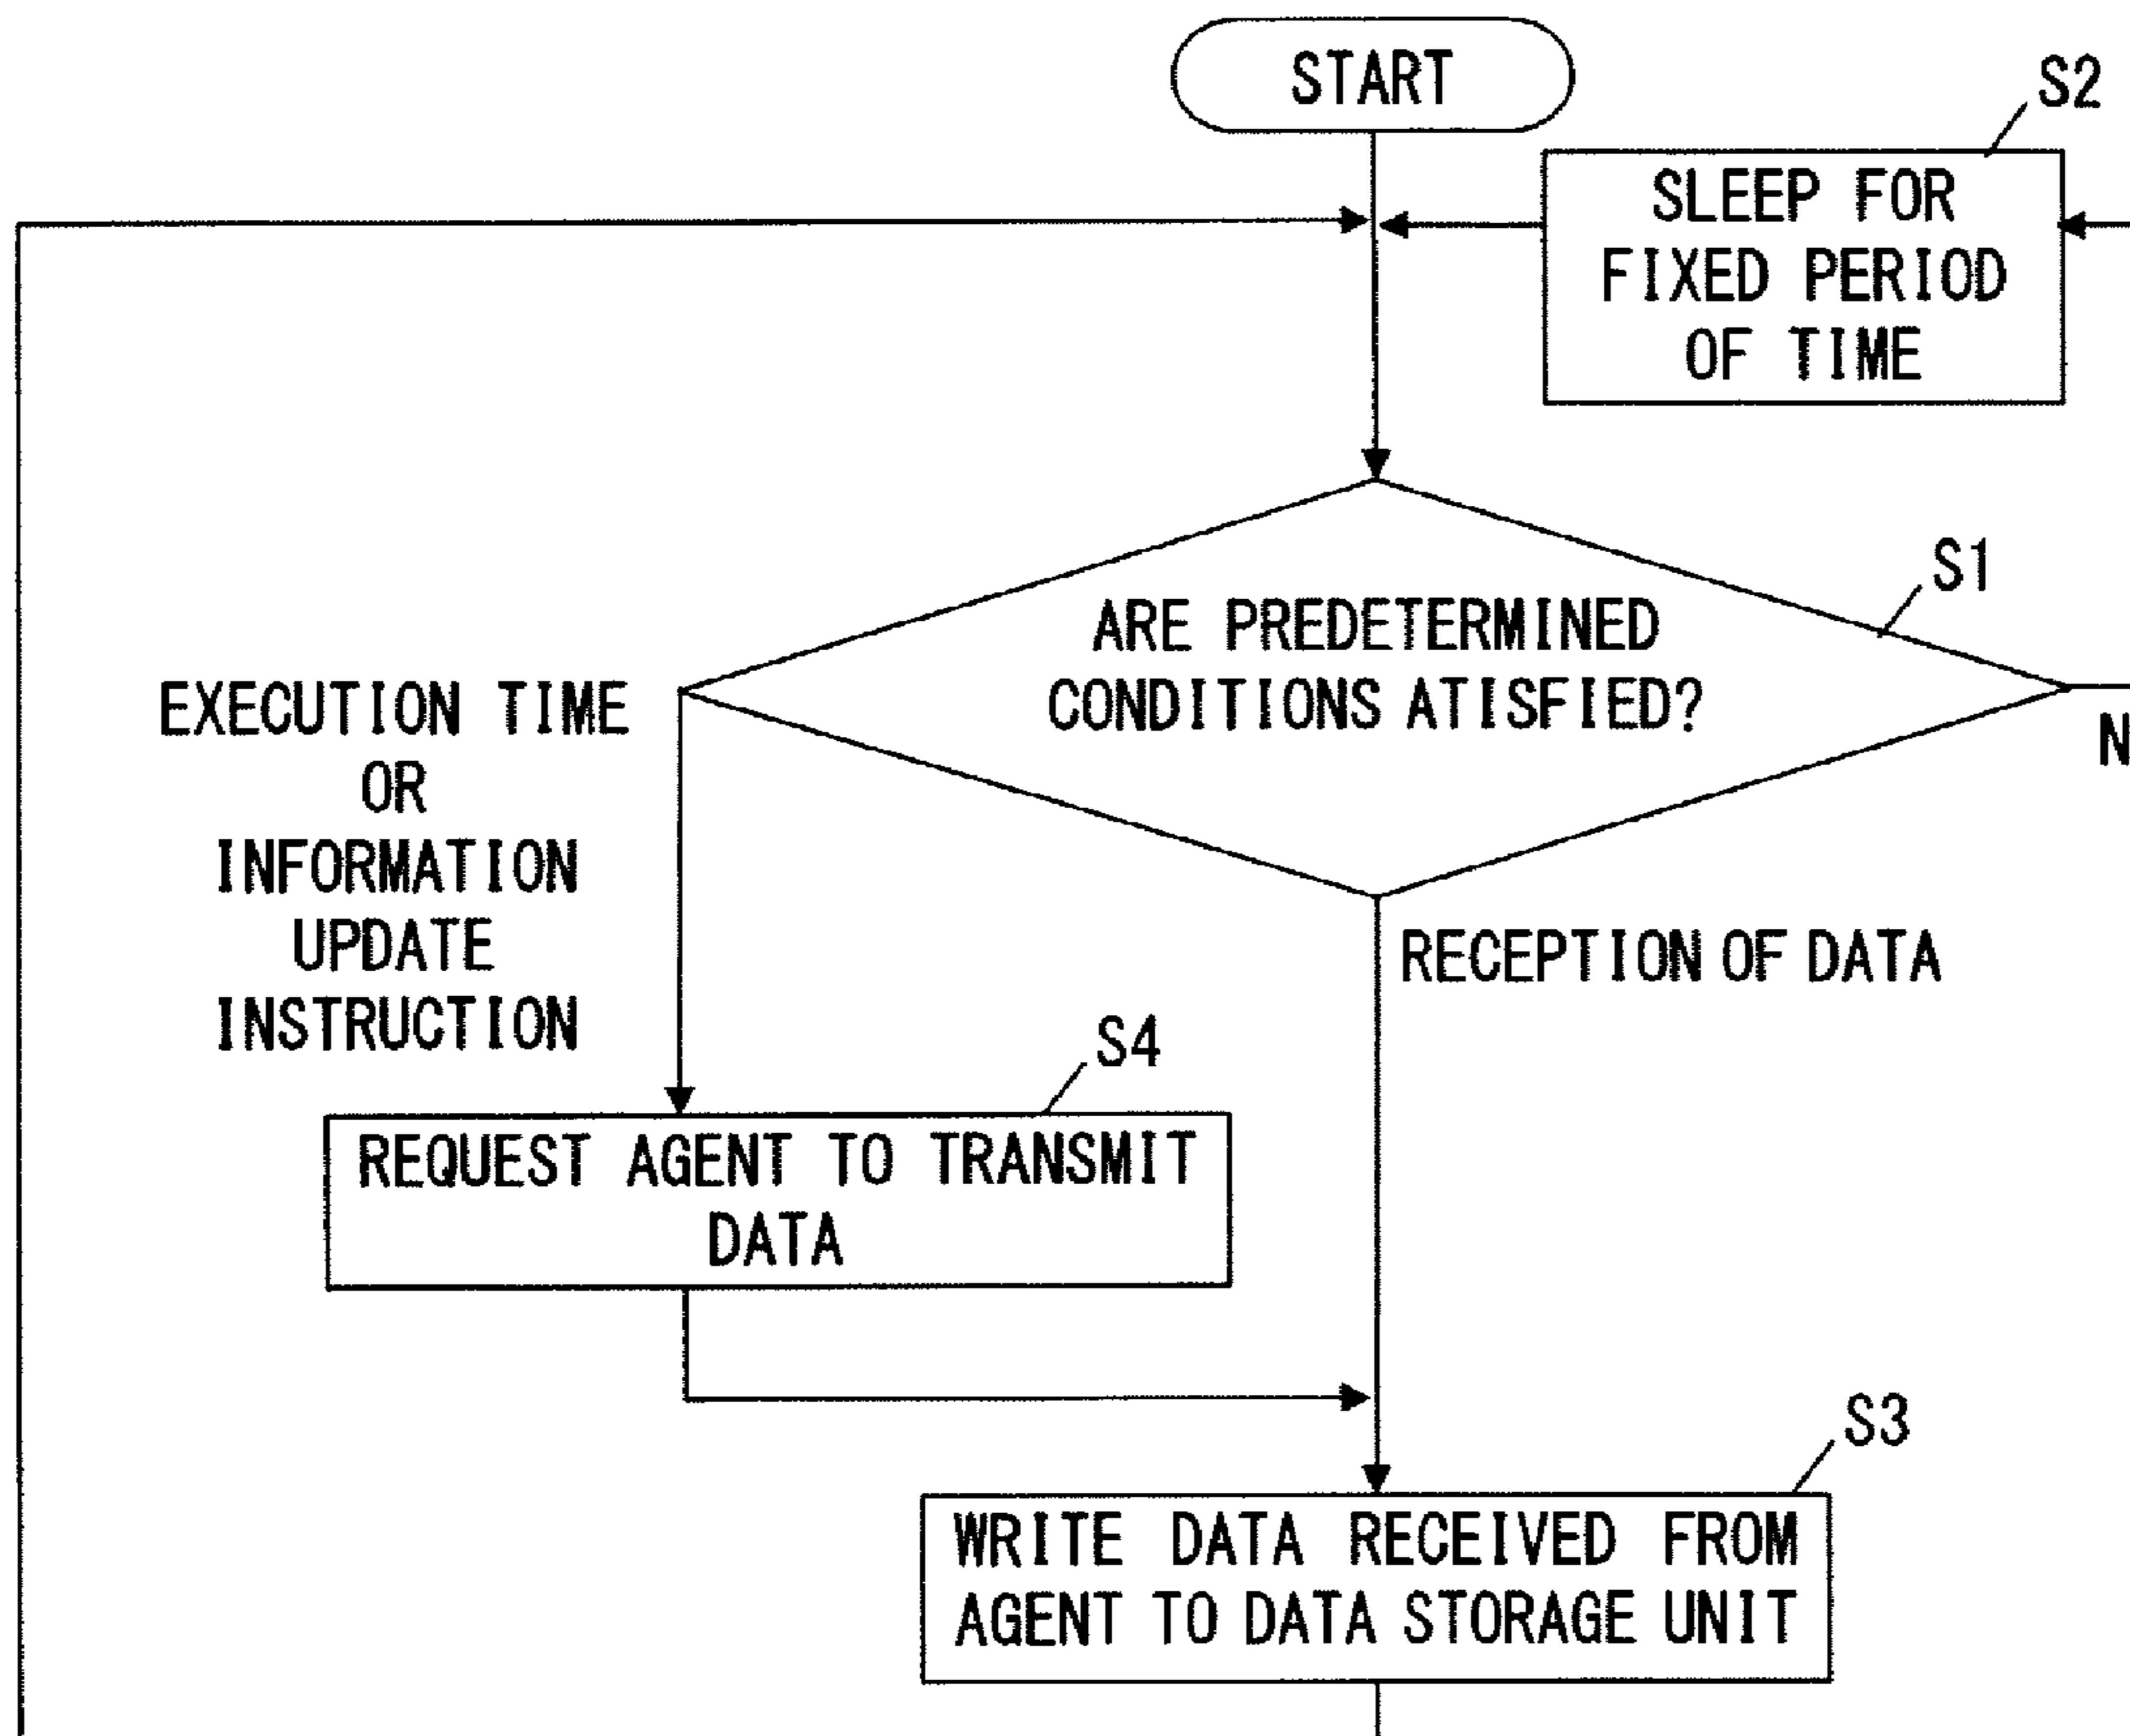 START
S2
SLEEP FOR
FIXED PERIOD
OF TIME
S1
ARE PREDETERMINED
CONDITIONS ATISFIED?
N
EXECUTION TIME
OR
INFORMATION
UPDATE
INSTRUCTION
RECEPTION OF DATA
S4
REQUEST AGENT TO TRANSMIT
DATA
S3
WRITE DATA RECEIVED FROM
AGENT TO DATA STORAGE UNIT